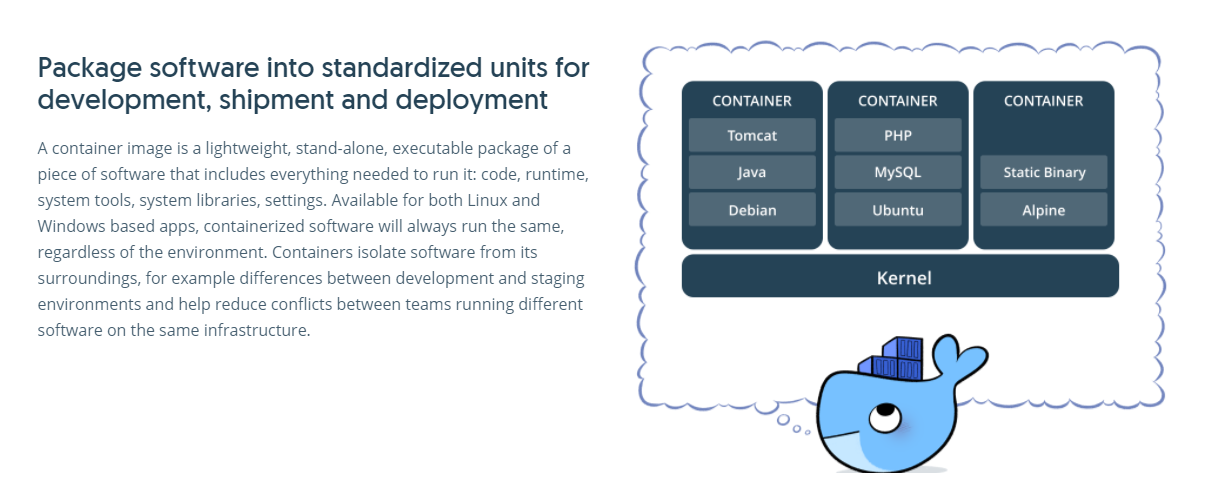 Package software into standardized units for
development, shipment and deployment
A container image is a lightweight, stand-alone, executable package of a
piece of software that includes everything needed to run it: code, runtime,
system tools, system libraries, settings. Available for both Linux and
Windows based apps, containerized software will always run the same,
regardless of the environment. Containers isolate software from its
surroundings, for example differences between development and staging
environments and help reduce conflicts between teams running different
software on the same infrastructure.
CONTAINER
Tomcat
Java
Debian
CONTAINER
PHP
MySQL
Ubuntu
CONTAINER
Static Binary
Alpine
Kernel